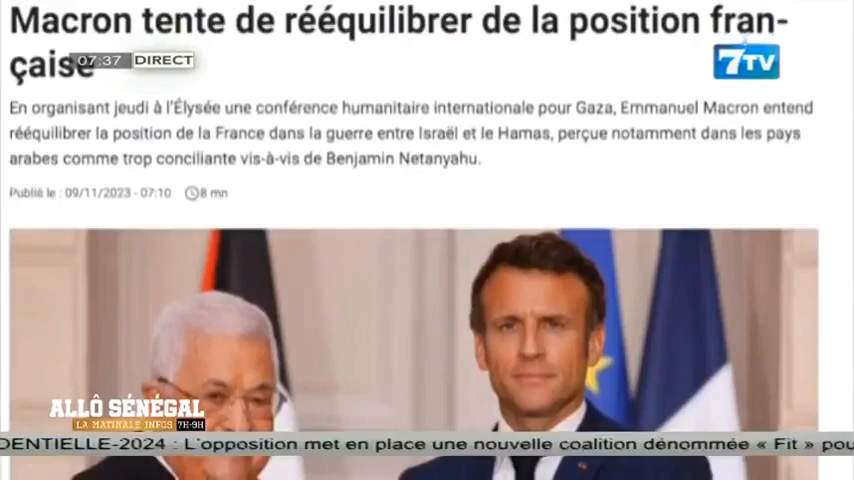 Macron tente de rééquilibrer de la position fran-
çaise
07:37 DIRECT
7TV
En organisant jeudi à l'Élysée une conférence humanitaire internationale pour Gaza, Emmanuel Macron entend
rééquilibrer la position de la France dans la guerre entre Israël et le Hamas, perçue notamment dans les pays
arabes comme trop conciliante vis-à-vis de Benjamin Netanyahu.
Publié le : 09/11/2023 - 07:10 8 mn
ALLÔ SÉNÉGAL
LA MATINALE INFOS 7H-9H
DENTIELLE-2024 : L'opposition met en place une nouvelle coalition dénommée « Fit » pou